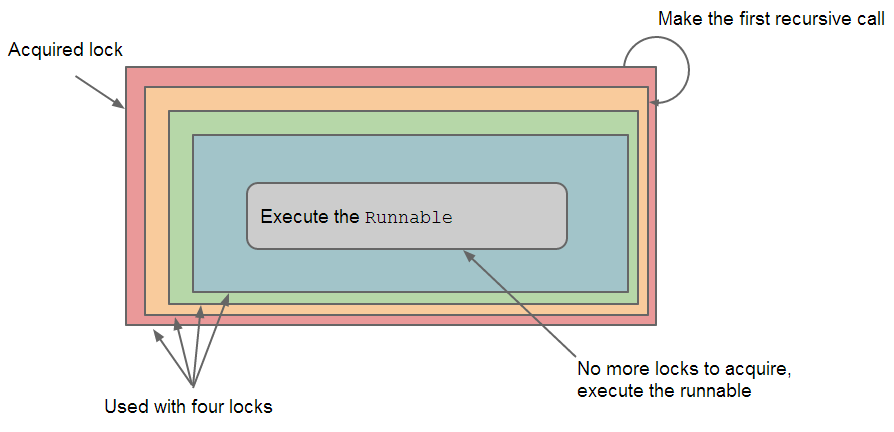 Make the first recursive call
Acquired lock
Execute the Runnable
No more locks to acquire,
execute the runnable
Used with four locks